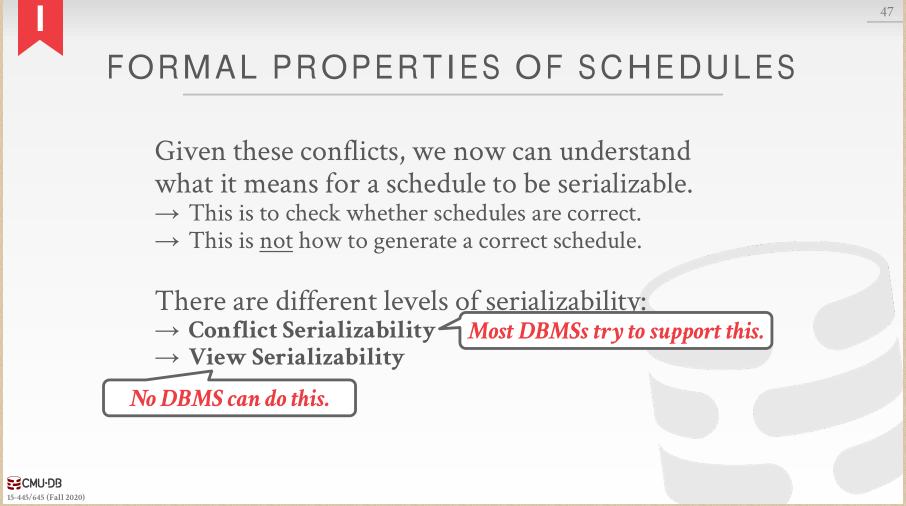 I
47
FORMAL PROPERTIES OF SCHEDULES
Given these conflicts, we now can understand
what it means for a schedule to be serializable.
→ This is to check whether schedules are correct.
→ This is not how to generate a correct schedule.
There are different levels of serializability:
→ Conflict Serializability
Most DBMSs try to support this.
→ View Serializability
No DBMS can do this.
CMU·DB
15-445/645 (Fall 2020)